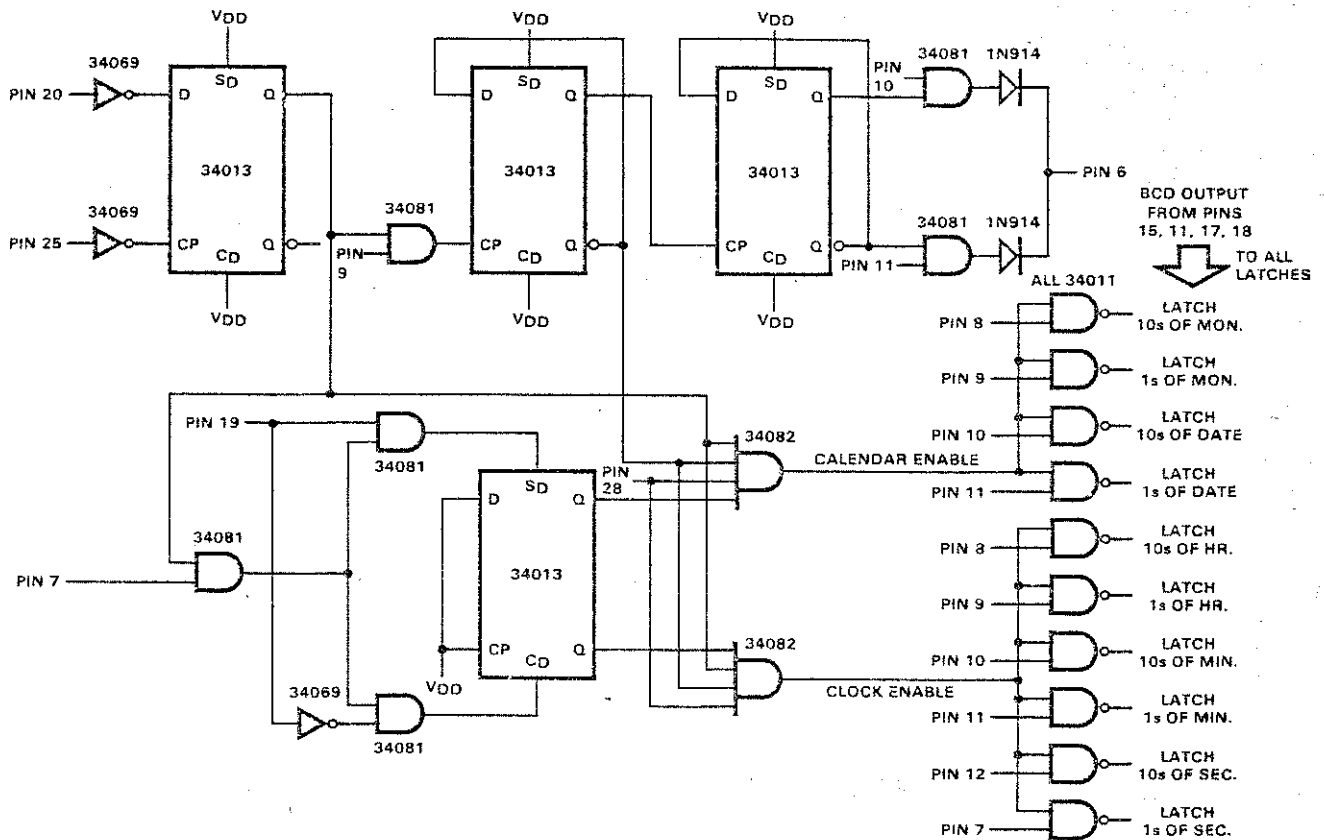 VDD
VDD
VDD
34069
PIN 20
D
SD
Q
34013
34069
PIN 25
CP
CD
Q
VDD
34081
PIN
9
D
SD
Q
34013
CP
CD
Q
VDD
D
SD
Q
34013
CP
CD
Q
VDD
34081
1N914
PIN
10
PIN 6
34081
1N914
PIN 11
BCD OUTPUT
FROM PINS
15, 11, 17, 18
TO ALL
LATCHES
ALL 34011
PIN 8
LATCH
10s OF MON.
PIN 9
LATCH
1s OF MON.
PIN 10
LATCH
10s OF DATE
PIN 11
LATCH
1s OF DATE
PIN 19
34081
34082
PIN
28
CALENDAR ENABLE
34081
PIN 7
D
SD
Q
34013
CP
CD
Q
VDD
34069
34081
34082
CLOCK ENABLE
PIN 8
LATCH
10s OF HR.
PIN 9
LATCH
1s OF HR.
PIN 10
LATCH
10s OF MIN.
PIN 11
LATCH
1s OF MIN.
PIN 12
LATCH
10s OF SEC.
PIN 7
LATCH
1s OF SEC.